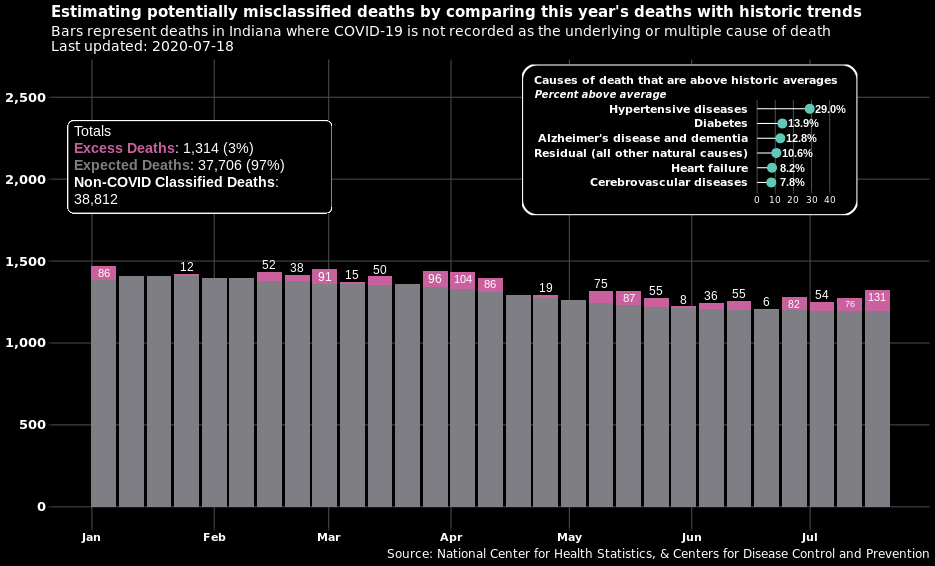 Estimating potentially misclassified deaths by comparing this year's deaths with historic trends
Bars represent deaths in Indiana where COVID-19 is not recorded as the underlying or multiple cause of death
Last updated: 2020-07-18
Causes of death that are above historic averages
Percent above average
Hypertensive diseases 29.0%
Diabetes 13.9%
Alzheimer's disease and dementia 12.8%
Residual (all other natural causes) 10.6%
Heart failure 8.2%
Cerebrovascular diseases 7.8%
0 10 20 30 40
Totals
Excess Deaths: 1,314 (3%)
Expected Deaths: 37,706 (97%)
Non-COVID Classified Deaths:
38,812
2,500
2,000
1,500
1,000
500
0
86 12 52 38 91 15 50 96 104 86 19 75 87 55 8 36 55 6 82 54 76 131
Jan Feb Mar Apr May Jun Jul
Source: National Center for Health Statistics, & Centers for Disease Control and Prevention